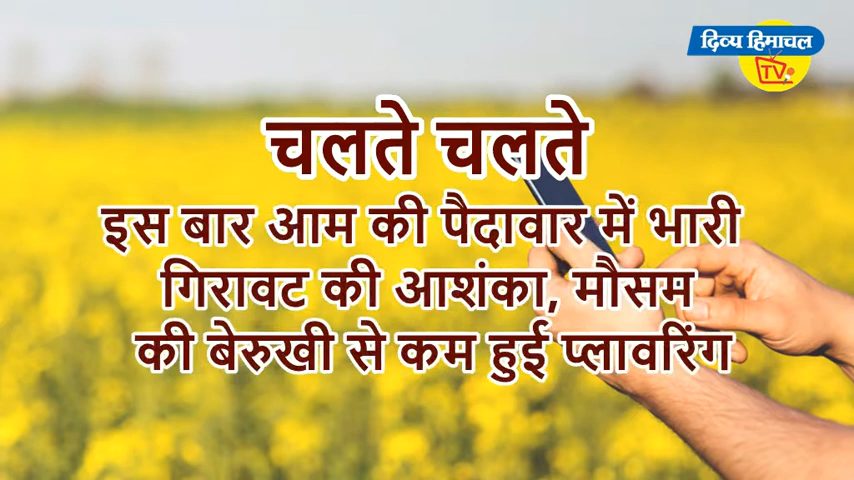 दिव्य हिमाचल
TV
चलते चलते
इस बार आम की पैदावार में भारी
गिरावट की आशंका, मौसम
की बेरुखी से कम हुई प्लावरिंग